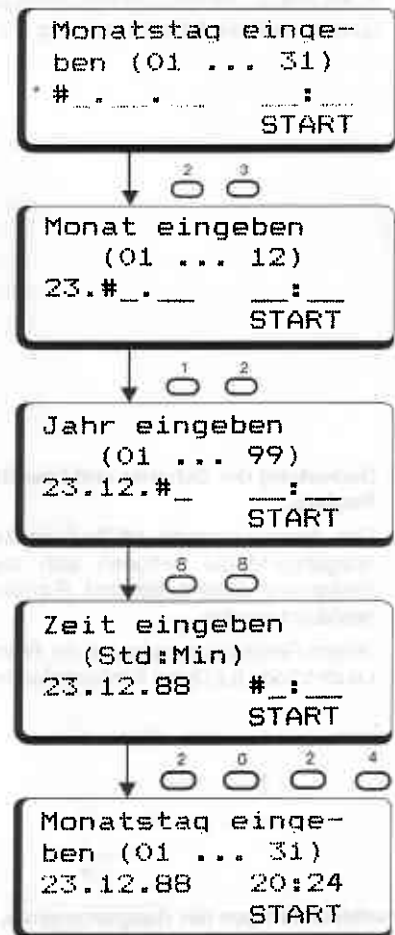 Monatstag einge-
ben (01 ... 31)
#_._.__ __:__
START
2 3
Monat eingeben
(01 ... 12)
23.#_.__ __:__
START
1 2
Jahr eingeben
(01 ... 99)
23.12.#_ __:__
START
8 8
Zeit eingeben
(Std:Min)
23.12.88 #_:__
START
2 0 2 4
Monatstag einge-
ben (01 ... 31)
23.12.88 20:24
START